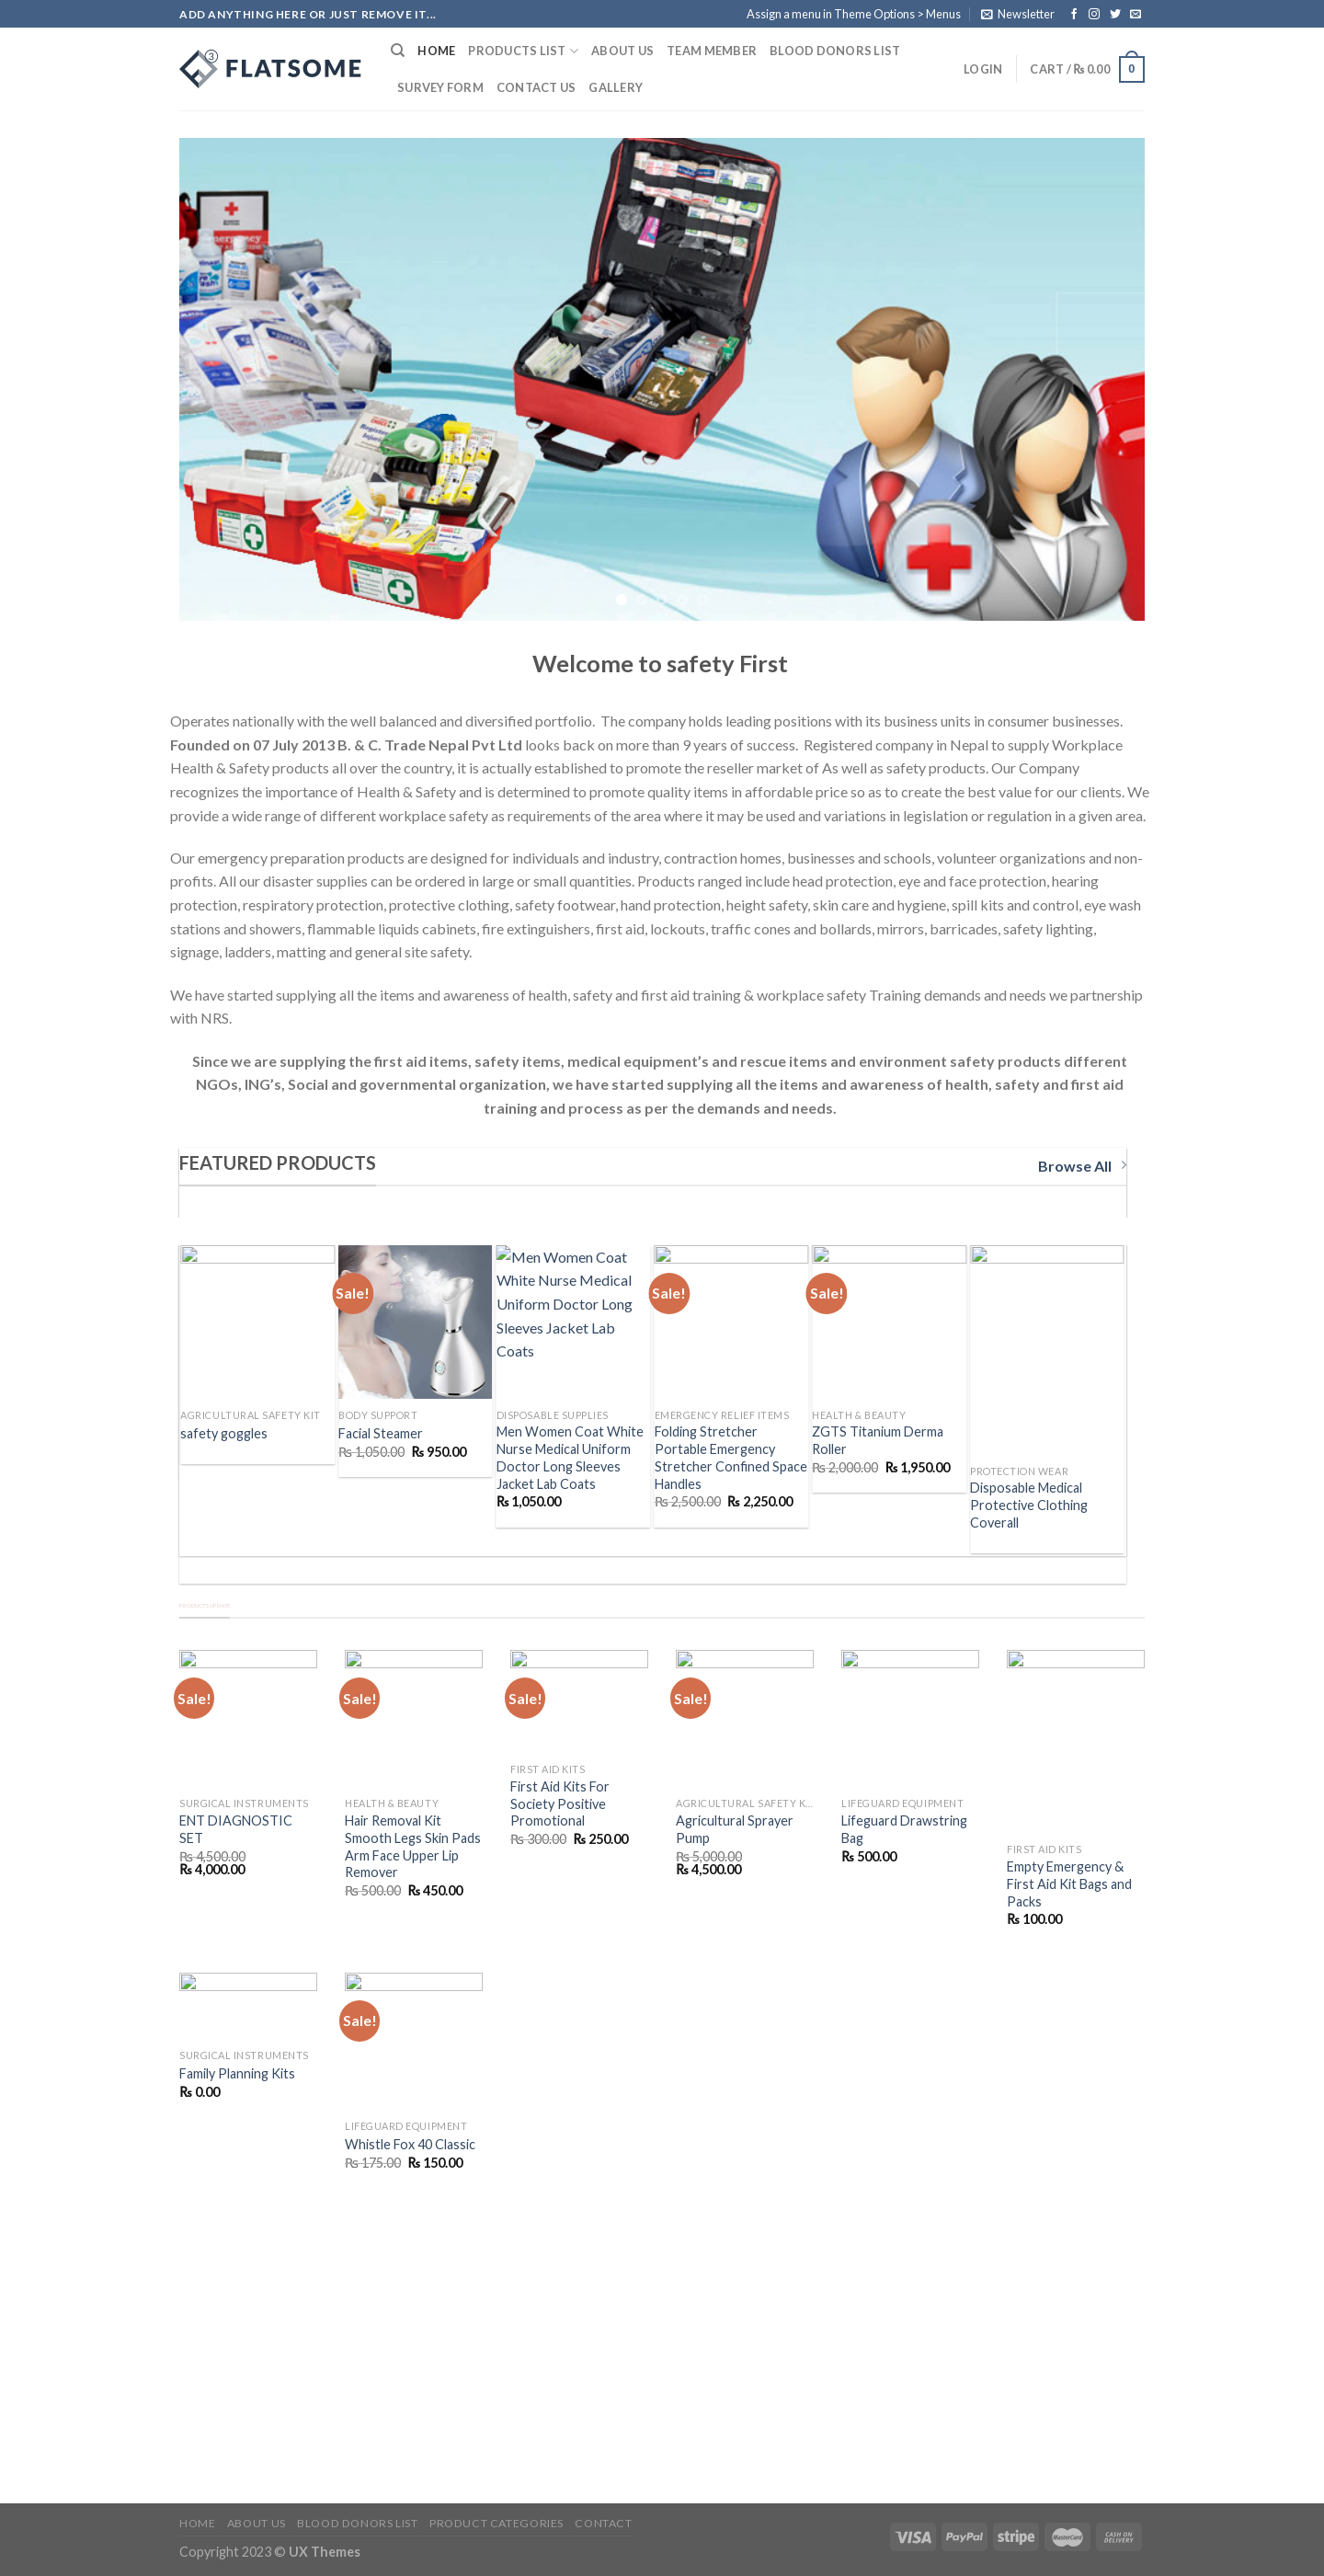 ADD ANYTHING HERE OR JUST REMOVE IT...
Assign a menu in Theme Options > Menus
Newsletter
3
FLATSOME
HOME PRODUCTS LIST ABOUT US TEAM MEMBER BLOOD DONORS LIST
SURVEY FORM CONTACT US GALLERY
LOGIN
CART / ₨ 0.00
0
Welcome to safety First
Operates nationally with the well balanced and diversified portfolio.  The company holds leading positions with its business units in consumer businesses.
Founded on 07 July 2013 B. & C. Trade Nepal Pvt Ltd looks back on more than 9 years of success.  Registered company in Nepal to supply Workplace
Health & Safety products all over the country, it is actually established to promote the reseller market of As well as safety products. Our Company
recognizes the importance of Health & Safety and is determined to promote quality items in affordable price so as to create the best value for our clients. We
provide a wide range of different workplace safety as requirements of the area where it may be used and variations in legislation or regulation in a given area.
Our emergency preparation products are designed for individuals and industry, contraction homes, businesses and schools, volunteer organizations and non-
profits. All our disaster supplies can be ordered in large or small quantities. Products ranged include head protection, eye and face protection, hearing
protection, respiratory protection, protective clothing, safety footwear, hand protection, height safety, skin care and hygiene, spill kits and control, eye wash
stations and showers, flammable liquids cabinets, fire extinguishers, first aid, lockouts, traffic cones and bollards, mirrors, barricades, safety lighting,
signage, ladders, matting and general site safety.
We have started supplying all the items and awareness of health, safety and first aid training & workplace safety Training demands and needs we partnership
with NRS.
Since we are supplying the first aid items, safety items, medical equipment’s and rescue items and environment safety products different
NGOs, ING’s, Social and governmental organization, we have started supplying all the items and awareness of health, safety and first aid
training and process as per the demands and needs.
FEATURED PRODUCTS
Browse All
AGRICULTURAL SAFETY KIT
safety goggles
Sale!
BODY SUPPORT
Facial Steamer
₨ 1,050.00 ₨ 950.00
Men Women Coat
White Nurse Medical
Uniform Doctor Long
Sleeves Jacket Lab
Coats
DISPOSABLE SUPPLIES
Men Women Coat White
Nurse Medical Uniform
Doctor Long Sleeves
Jacket Lab Coats
₨ 1,050.00
Sale!
EMERGENCY RELIEF ITEMS
Folding Stretcher
Portable Emergency
Stretcher Confined Space
Handles
₨ 2,500.00 ₨ 2,250.00
Sale!
HEALTH & BEAUTY
ZGTS Titanium Derma
Roller
₨ 2,000.00 ₨ 1,950.00
PROTECTION WEAR
Disposable Medical
Protective Clothing
Coverall
Sale!
SURGICAL INSTRUMENTS
ENT DIAGNOSTIC
SET
₨ 4,500.00
₨ 4,000.00
Sale!
HEALTH & BEAUTY
Hair Removal Kit
Smooth Legs Skin Pads
Arm Face Upper Lip
Remover
₨ 500.00 ₨ 450.00
Sale!
FIRST AID KITS
First Aid Kits For
Society Positive
Promotional
₨ 300.00 ₨ 250.00
Sale!
AGRICULTURAL SAFETY K...
Agricultural Sprayer
Pump
₨ 5,000.00
₨ 4,500.00
LIFEGUARD EQUIPMENT
Lifeguard Drawstring
Bag
₨ 500.00
FIRST AID KITS
Empty Emergency &
First Aid Kit Bags and
Packs
₨ 100.00
SURGICAL INSTRUMENTS
Family Planning Kits
₨ 0.00
Sale!
LIFEGUARD EQUIPMENT
Whistle Fox 40 Classic
₨ 175.00 ₨ 150.00
HOME ABOUT US BLOOD DONORS LIST PRODUCT CATEGORIES CONTACT
Copyright 2023 © UX Themes
VISA PayPal stripe MasterCard CASH ON DELIVERY